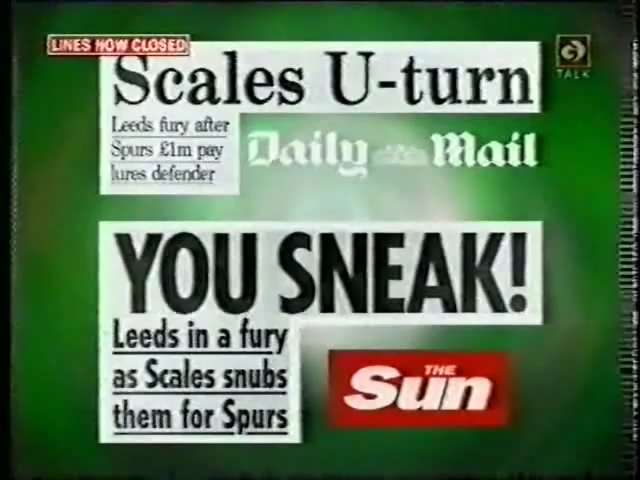 LINES NOW CLOSED
TALK
Scales U-turn
Leeds fury after
Spurs £1m pay
lures defender
Daily Mail
YOU SNEAK!
Leeds in a fury
as Scales snubs
them for Spurs
THE
Sun